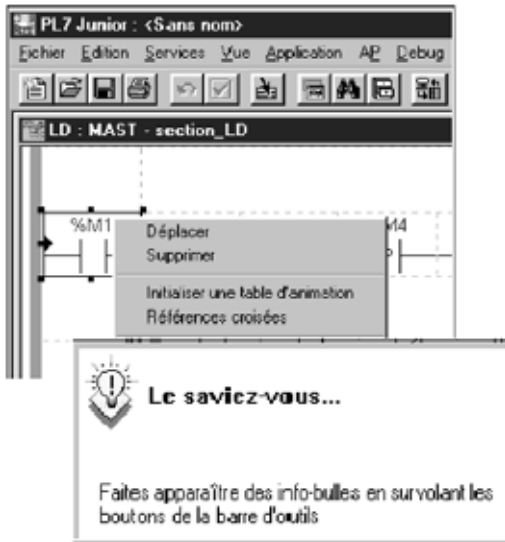 PL7 Junior : <Sans nom>
Fichier Edition Services Vue Application AP Debug
LD : MAST - section_LD
%M1
Déplacer
Supprimer
Initialiser une table d'animation
Références croisées
Le saviez-vous...
Faites apparaître des info-bulles en survolant les
boutons de la barre d'outils